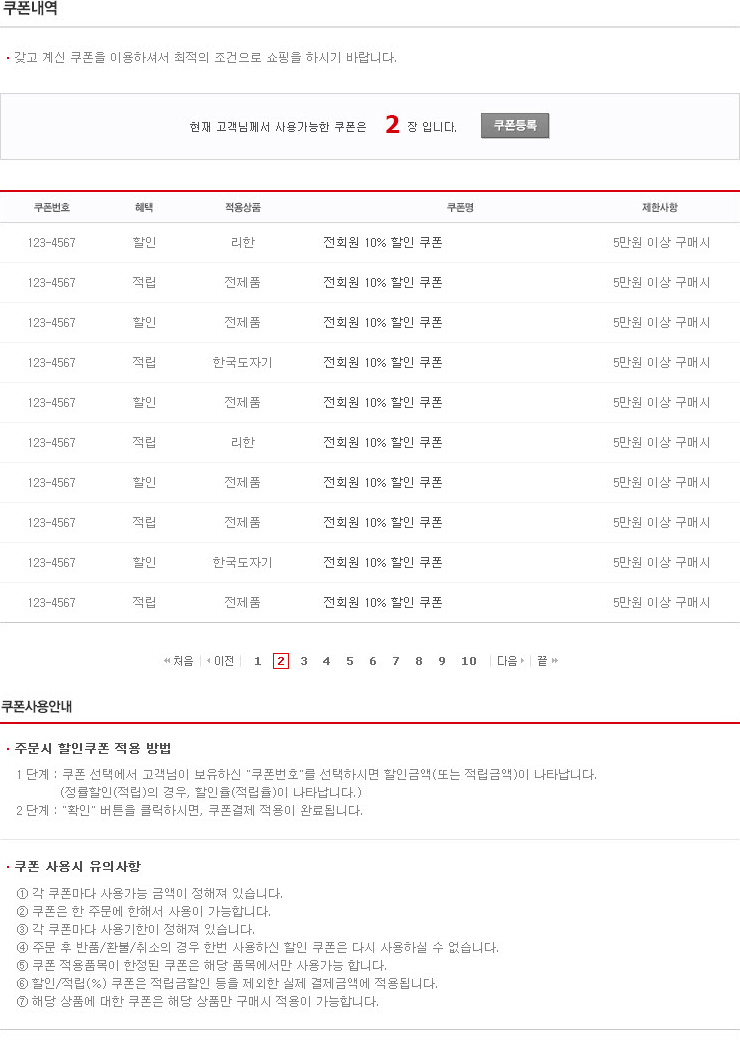 쿠폰내역
갖고 계신 쿠폰을 이용하셔서 최적의 조건으로 쇼핑을 하시기 바랍니다.
현재 고객님께서 사용가능한 쿠폰은 2 장 입니다. 쿠폰등록
쿠폰번호 혜택 적용상품 쿠폰명 제한사항
123-4567 할인 리한 전회원 10% 할인 쿠폰 5만원 이상 구매시
123-4567 적립 전제품 전회원 10% 할인 쿠폰 5만원 이상 구매시
123-4567 할인 전제품 전회원 10% 할인 쿠폰 5만원 이상 구매시
123-4567 적립 한국도자기 전회원 10% 할인 쿠폰 5만원 이상 구매시
123-4567 할인 전제품 전회원 10% 할인 쿠폰 5만원 이상 구매시
123-4567 적립 리한 전회원 10% 할인 쿠폰 5만원 이상 구매시
123-4567 할인 전제품 전회원 10% 할인 쿠폰 5만원 이상 구매시
123-4567 적립 전제품 전회원 10% 할인 쿠폰 5만원 이상 구매시
123-4567 할인 한국도자기 전회원 10% 할인 쿠폰 5만원 이상 구매시
123-4567 적립 전제품 전회원 10% 할인 쿠폰 5만원 이상 구매시
처음 이전 1 2 3 4 5 6 7 8 9 10 다음 끝
쿠폰사용안내
주문시 할인쿠폰 적용 방법
1 단계 : 쿠폰 선택에서 고객님이 보유하신 "쿠폰번호"를 선택하시면 할인금액(또는 적립금액)이 나타납니다.
(정률할인(적립)의 경우, 할인율(적립율)이 나타납니다.)
2 단계 : "확인" 버튼을 클릭하시면, 쿠폰결제 적용이 완료됩니다.
쿠폰 사용시 유의사항
① 각 쿠폰마다 사용가능 금액이 정해져 있습니다.
② 쿠폰은 한 주문에 한해서 사용이 가능합니다.
③ 각 쿠폰마다 사용기한이 정해져 있습니다.
④ 주문 후 반품/환불/취소의 경우 한번 사용하신 할인 쿠폰은 다시 사용하실 수 없습니다.
⑤ 쿠폰 적용품목이 한정된 쿠폰은 해당 품목에서만 사용가능 합니다.
⑥ 할인/적립(%) 쿠폰은 적립금할인 등을 제외한 실제 결제금액에 적용됩니다.
⑦ 해당 상품에 대한 쿠폰은 해당 상품만 구매시 적용이 가능합니다.